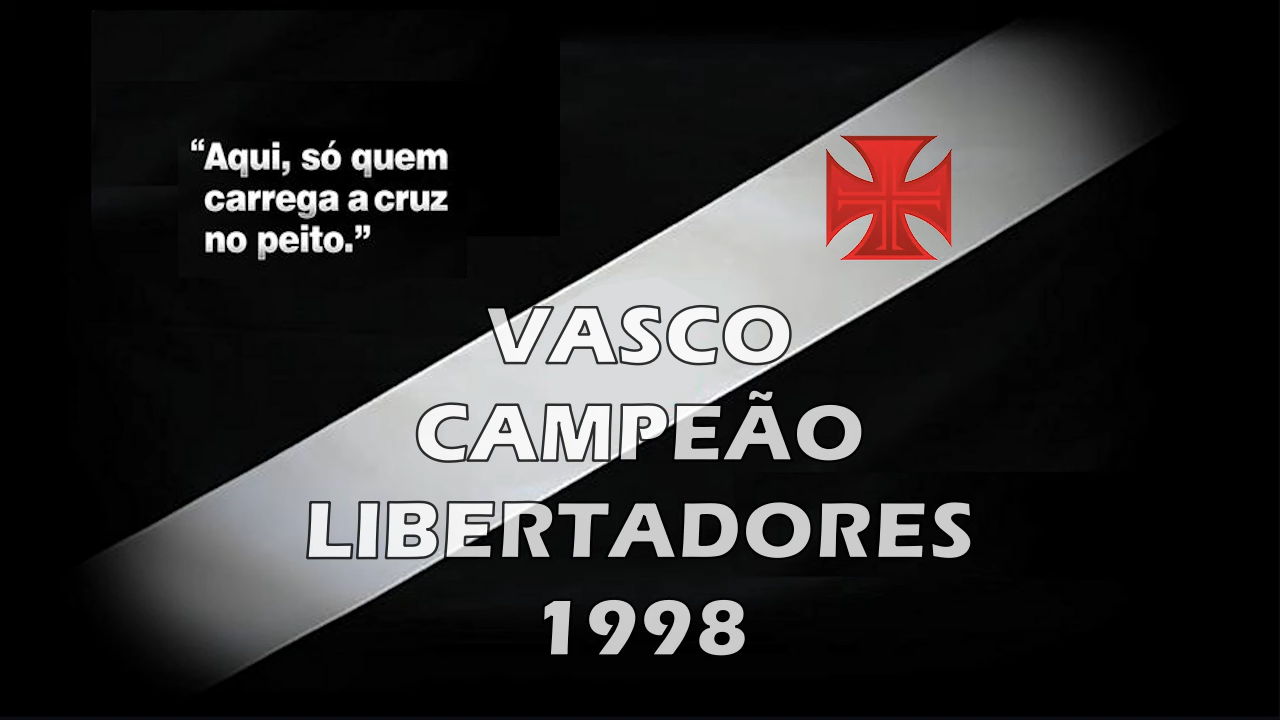 “Aqui, só quem
carrega a cruz
no peito.”
VASCO
CAMPEÃO
LIBERTADORES
1998